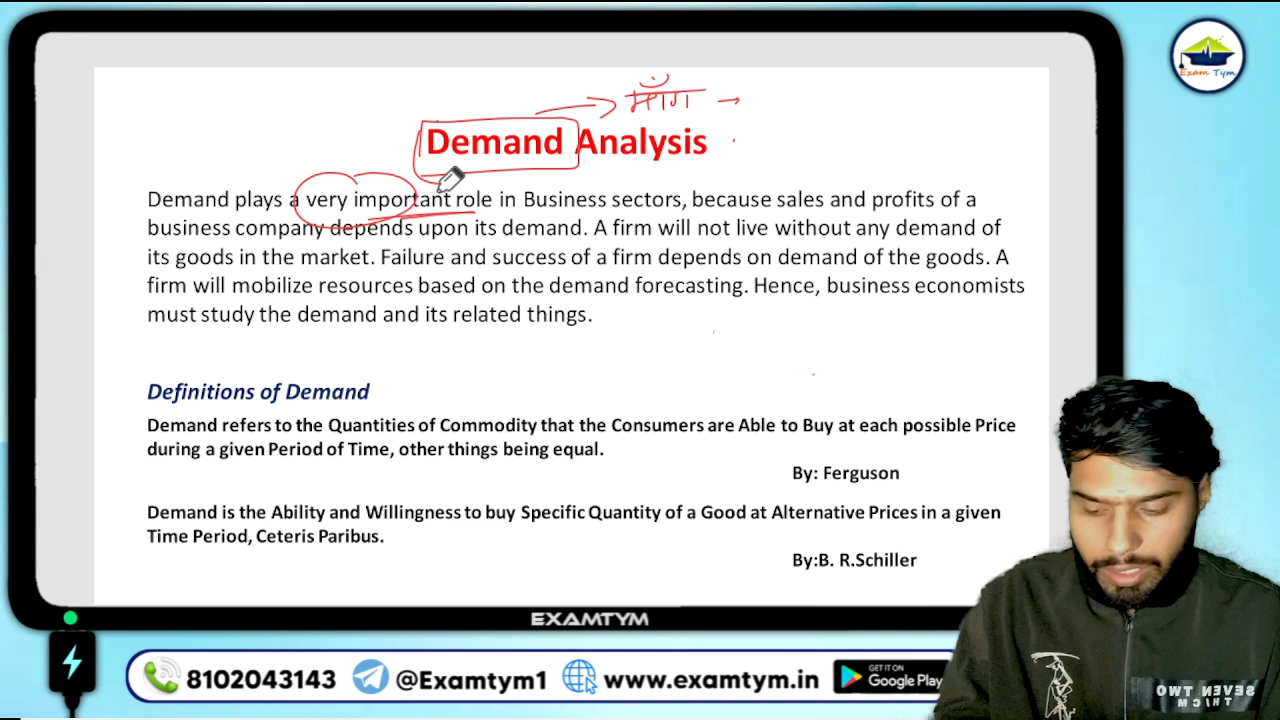 माँग
Demand Analysis
Demand plays a very important role in Business sectors, because sales and profits of a
business company depends upon its demand. A firm will not live without any demand of
its goods in the market. Failure and success of a firm depends on demand of the goods. A
firm will mobilize resources based on the demand forecasting. Hence, business economists
must study the demand and its related things.
Definitions of Demand
Demand refers to the Quantities of Commodity that the Consumers are Able to Buy at each possible Price
during a given Period of Time, other things being equal.
By: Ferguson
Demand is the Ability and Willingness to buy Specific Quantity of a Good at Alternative Prices in a given
Time Period, Ceteris Paribus.
By:B. R.Schiller
EXAMTYM
8102043143 @Examtym1 www.examtym.in GET IT ON
Google Play
Exam Tym
SEVEN TWO